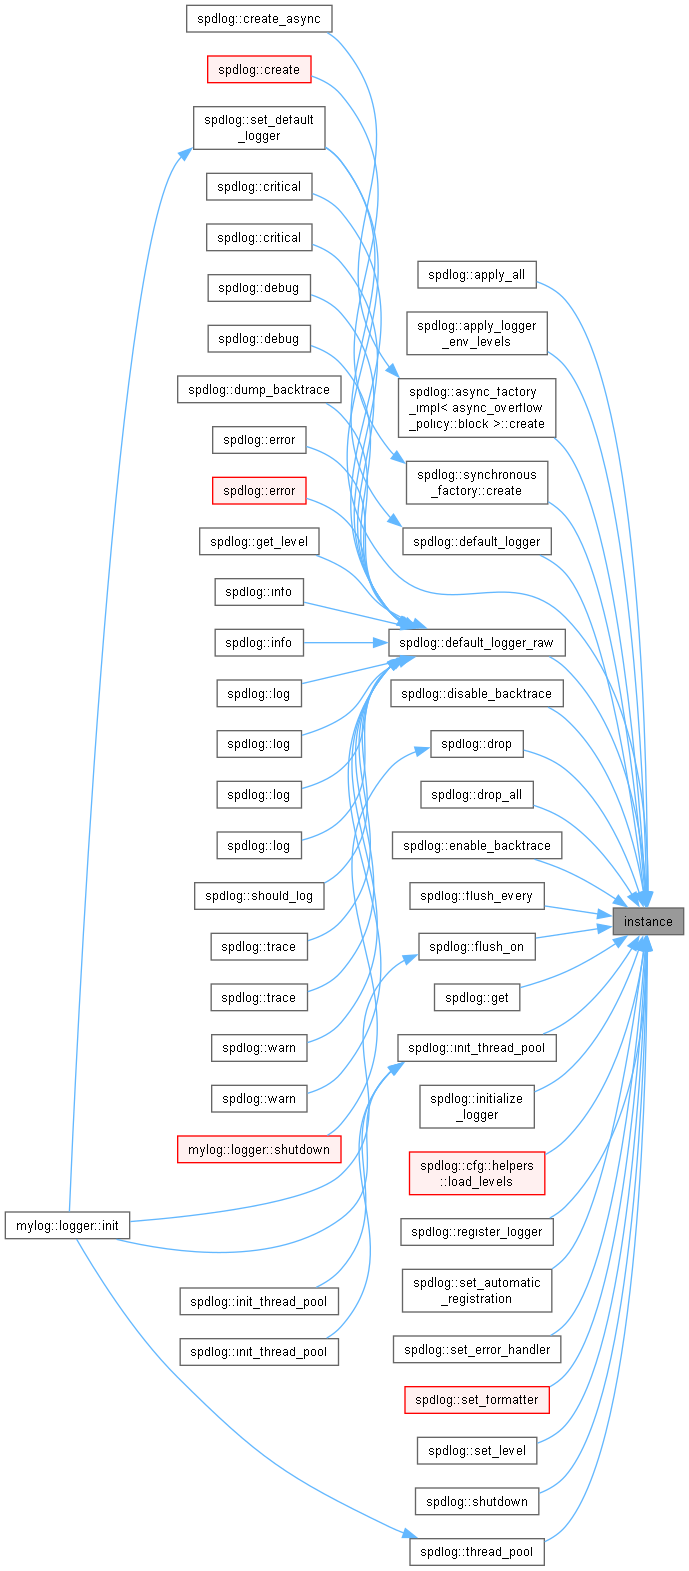 spdlog::create_async
spdlog::create
spdlog::set_default
_logger
spdlog::critical
spdlog::critical
spdlog::debug
spdlog::debug
spdlog::dump_backtrace
spdlog::error
spdlog::error
spdlog::get_level
spdlog::info
spdlog::info
spdlog::log
spdlog::log
spdlog::log
spdlog::log
spdlog::should_log
spdlog::trace
spdlog::trace
spdlog::warn
spdlog::warn
mylog::logger::shutdown
mylog::logger::init
spdlog::init_thread_pool
spdlog::init_thread_pool
spdlog::apply_all
spdlog::apply_logger
_env_levels
spdlog::async_factory
_impl< async_overflow
_policy::block >::create
spdlog::synchronous
_factory::create
spdlog::default_logger
spdlog::default_logger_raw
spdlog::disable_backtrace
spdlog::drop
spdlog::drop_all
spdlog::enable_backtrace
spdlog::flush_every
spdlog::flush_on
spdlog::get
spdlog::init_thread_pool
spdlog::initialize
_logger
spdlog::cfg::helpers
::load_levels
spdlog::register_logger
spdlog::set_automatic
_registration
spdlog::set_error_handler
spdlog::set_formatter
spdlog::set_level
spdlog::shutdown
spdlog::thread_pool
instance